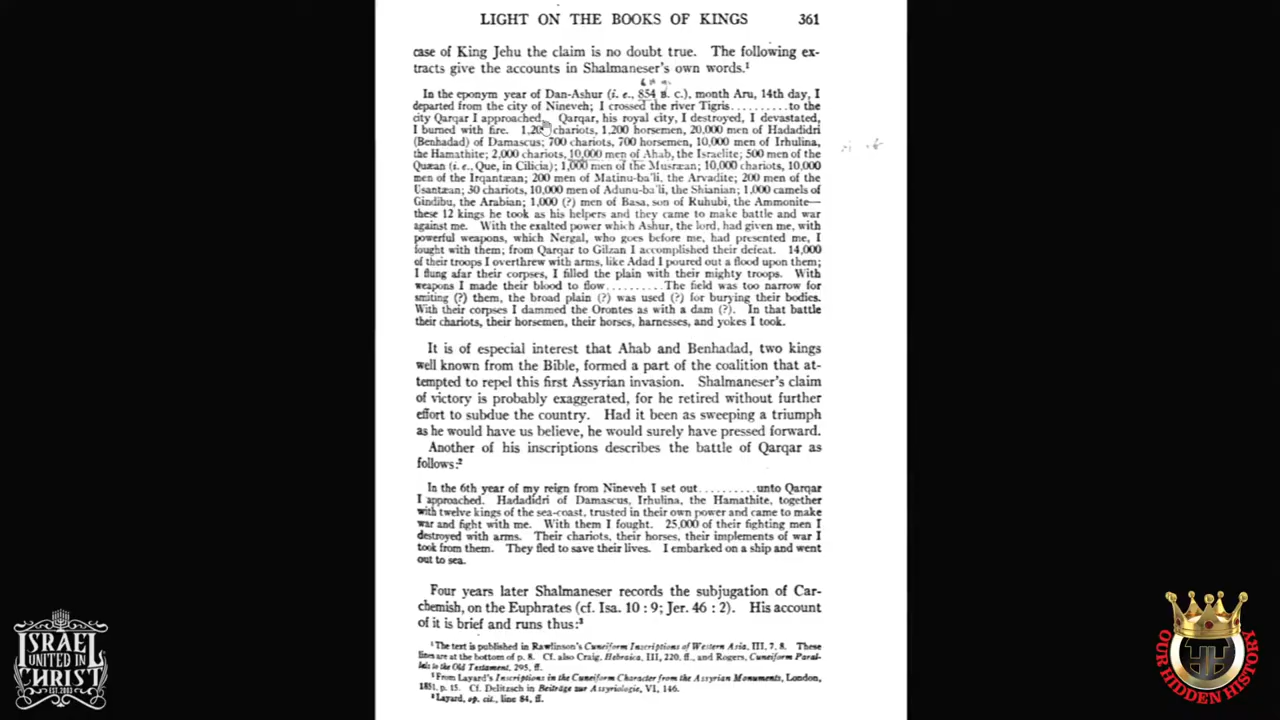 LIGHT ON THE BOOKS OF KINGS 361
case of King Jehu the claim is no doubt true. The following ex-
tracts give the accounts in Shalmaneser's own words.¹
In the eponym year of Dan-Ashur (i. e., 854 B. C.), month Aru, 14th day, I
departed from the city of Nineveh; I crossed the river Tigris..........to the
city Qarqar I approached. Qarqar, his royal city, I destroyed, I devastated,
I burned with fire. 1,200 chariots, 1,200 horsemen, 20,000 men of Hadadidri
(Benhadad) of Damascus; 700 chariots, 700 horsemen, 10,000 men of Irhulina,
the Hamathite; 2,000 chariots, 10,000 men of Ahab, the Israelite; 500 men of the
Quæan (i. e., Que, in Cilicia); 1,000 men of the Musræan; 10,000 chariots, 10,000
men of the Irqantæan; 200 men of Matinu-ba'li, the Arvadite; 200 men of the
Usantæan; 30 chariots, 10,000 men of Adunu-ba'li, the Shianian; 1,000 camels of
Gindibu, the Arabian; 1,000 (?) men of Basa, son of Ruhubi, the Ammonite—
these 12 kings he took as his helpers and they came to make battle and war
against me. With the exalted power which Ashur, the lord, had given me, with
powerful weapons, which Nergal, who goes before me, had presented me, I
fought with them; from Qarqar to Gilzan I accomplished their defeat. 14,000
of their troops I overthrew with arms, like Adad I poured out a flood upon them;
I flung afar their corpses, I filled the plain with their mighty troops. With
weapons I made their blood to flow..........The field was too narrow for
smiting (?) them, the broad plain (?) was used (?) for burying their bodies.
With their corpses I dammed the Orontes as with a dam (?). In that battle
their chariots, their horsemen, their horses, harnesses, and yokes I took.
It is of especial interest that Ahab and Benhadad, two kings
well known from the Bible, formed a part of the coalition that at-
tempted to repel this first Assyrian invasion. Shalmaneser's claim
of victory is probably exaggerated, for he retired without further
effort to subdue the country. Had it been as sweeping a triumph
as he would have us believe, he would surely have pressed forward.
Another of his inscriptions describes the battle of Qarqar as
follows:²
In the 6th year of my reign from Nineveh I set out..........unto Qarqar
I approached. Hadadidri of Damascus, Irhulina, the Hamathite, together
with twelve kings of the sea-coast, trusted in their own power and came to make
war and fight with me. With them I fought. 25,000 of their fighting men I
destroyed with arms. Their chariots, their horses, their implements of war I
took from them. They fled to save their lives. I embarked on a ship and went
out to sea.
Four years later Shalmaneser records the subjugation of Car-
chemish, on the Euphrates (cf. Isa. 10 : 9; Jer. 46 : 2). His account
of it is brief and runs thus:³
¹The text is published in Rawlinson's Cuneiform Inscriptions of Western Asia, III, 7, 8. These
lines are at the bottom of p. 8. Cf. also Craig, Hebraica, III, 220, ff., and Rogers, Cuneiform Paral-
lels to the Old Testament, 295, ff.
²From Layard's Inscriptions in the Cuneiform Character from the Assyrian Monuments, London,
1851, p. 15. Cf. Delitzsch in Beiträge zur Assyriologie, VI, 146.
³Layard, op. cit., line 84, ff.
ISRAEL
UNITED IN
CHRIST
EST. 2003
OUR HIDDEN HISTORY